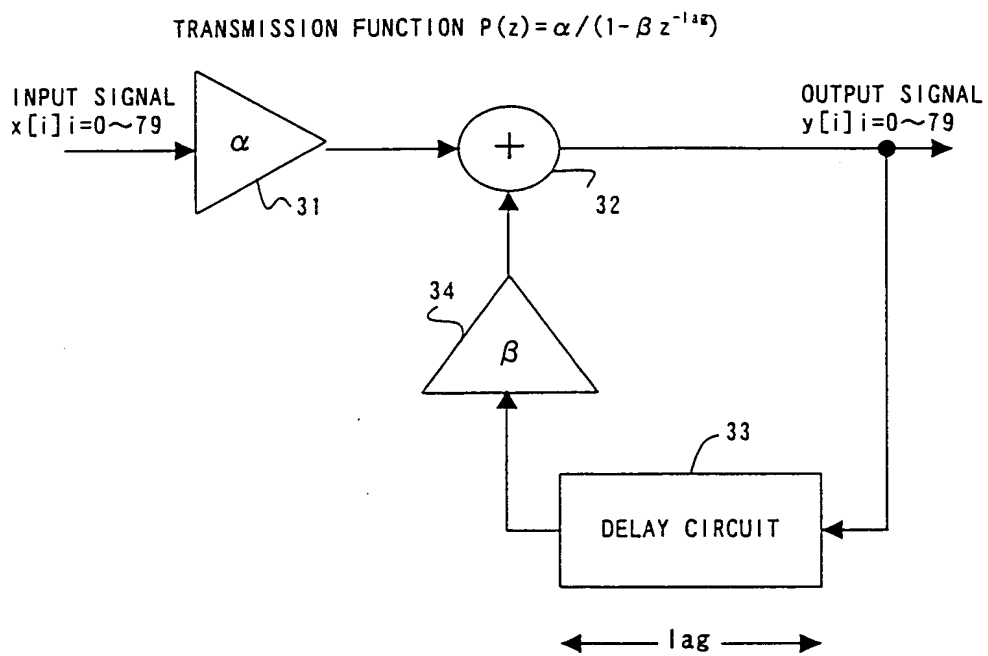 TRANSMISSION FUNCTION P(z)=α/(1-βz⁻ˡᵃᵍ)
INPUT SIGNAL
x[i]i=0～79
OUTPUT SIGNAL
y[i]i=0～79
α
31
+
32
34
β
33
DELAY CIRCUIT
lag